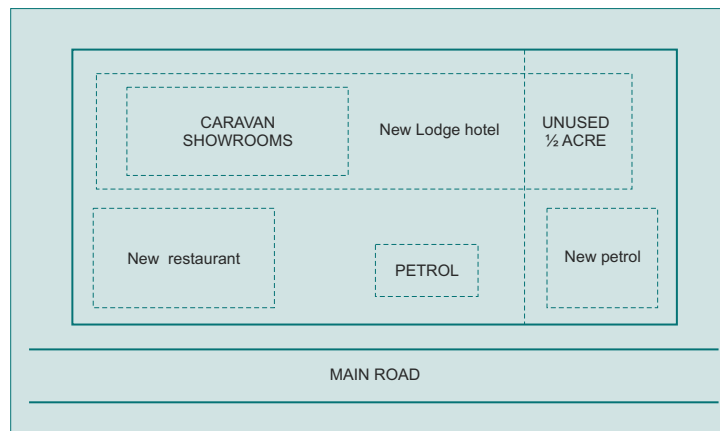 CARAVAN
SHOWROOMS
New Lodge hotel
UNUSED
½ ACRE
New restaurant
PETROL
New petrol
MAIN ROAD